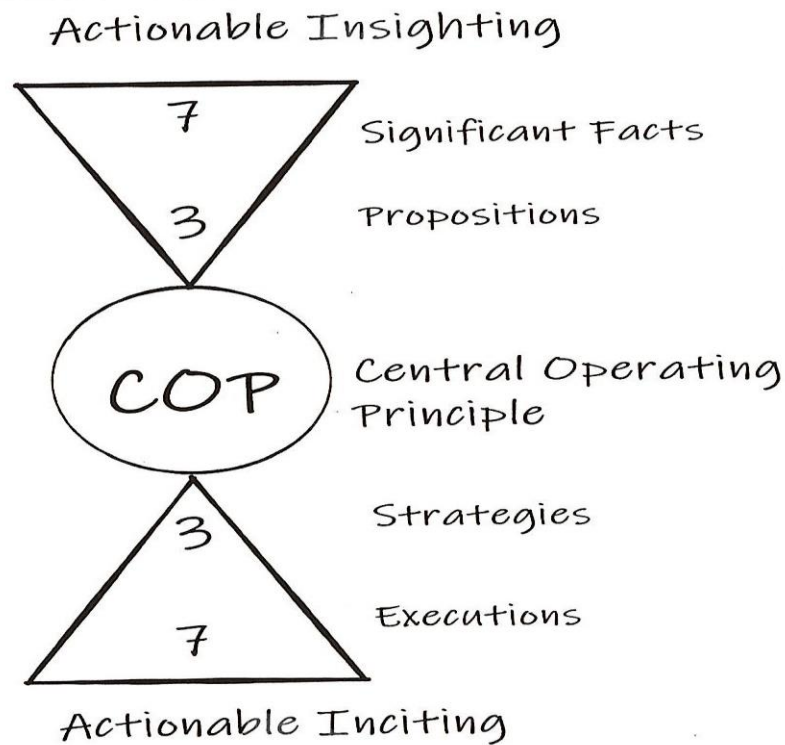 Actionable Insighting
7
Significant Facts
3
Propositions
COP
Central Operating
Principle
3
Strategies
7
Executions
Actionable Inciting